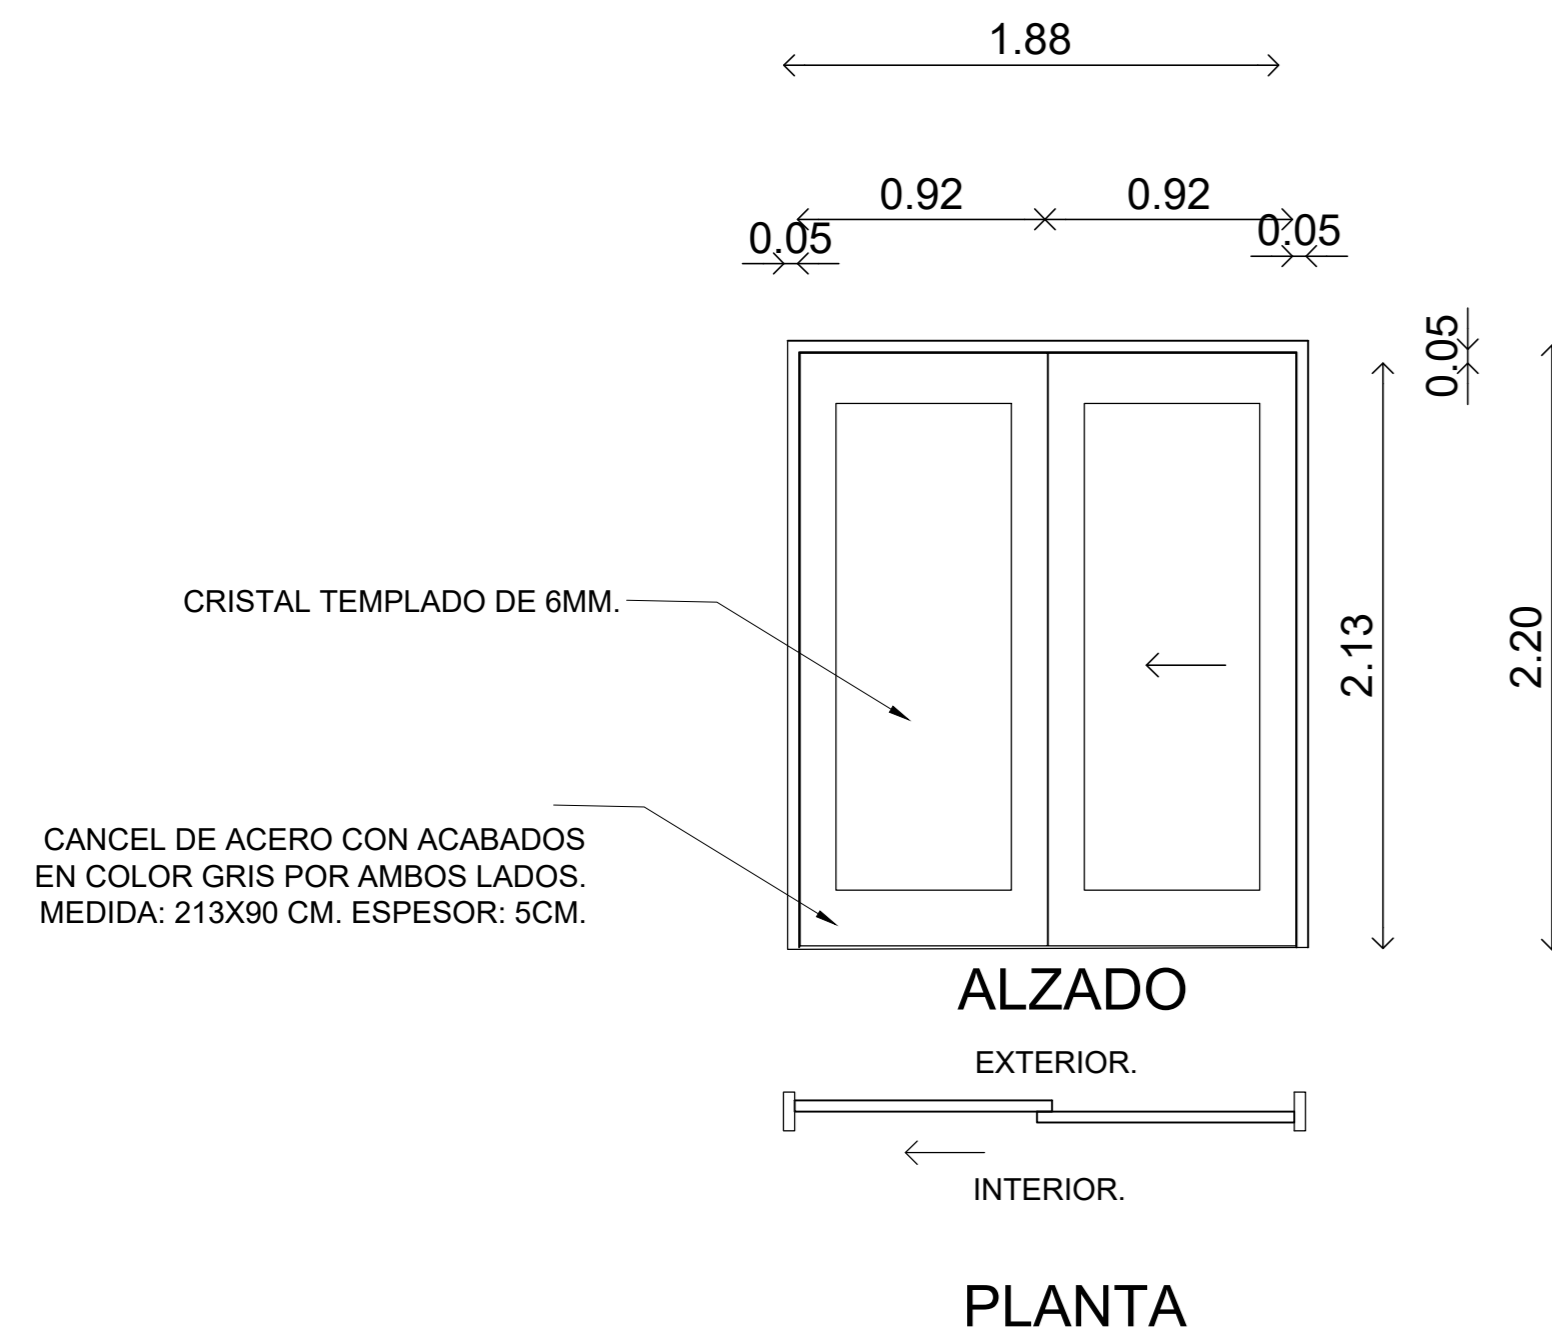 1.88
0.92
0.92
0.05
0.05
0.05
2.13
2.20
CRISTAL TEMPLADO DE 6MM.
CANCEL DE ACERO CON ACABADOS
EN COLOR GRIS POR AMBOS LADOS.
MEDIDA: 213X90 CM. ESPESOR: 5CM.
ALZADO
EXTERIOR.
INTERIOR.
PLANTA